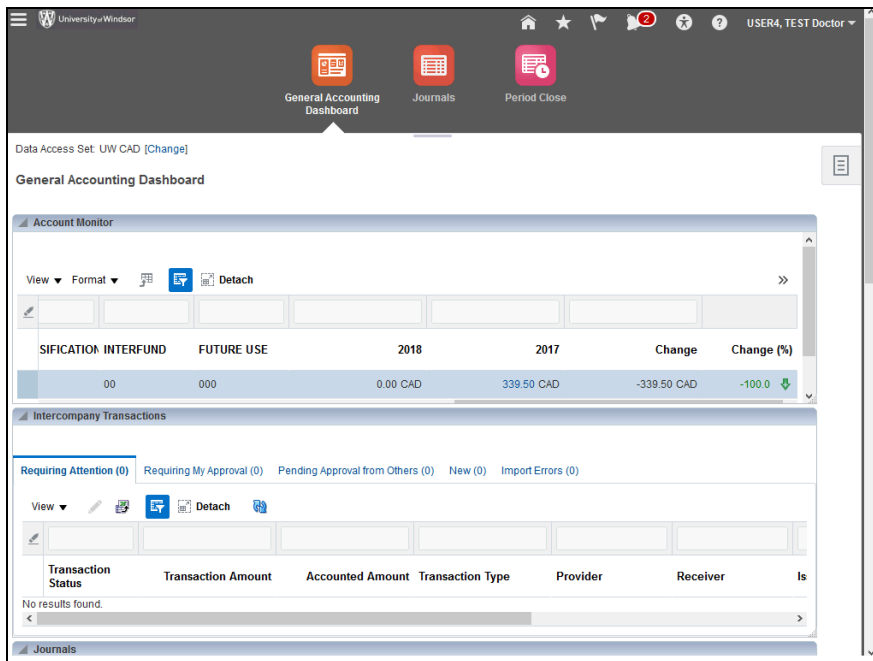 University of Windsor
2
USER4, TEST Doctor
General Accounting Dashboard
Journals
Period Close
Data Access Set: UW CAD [Change]
General Accounting Dashboard
Account Monitor
View Format Detach »
SIFICATION INTERFUND FUTURE USE 2018 2017 Change Change (%)
00 000 0.00 CAD 339.50 CAD -339.50 CAD -100.0
Intercompany Transactions
Requiring Attention (0) Requiring My Approval (0) Pending Approval from Others (0) New (0) Import Errors (0)
View Detach
Transaction Status Transaction Amount Accounted Amount Transaction Type Provider Receiver Is
No results found.
Journals